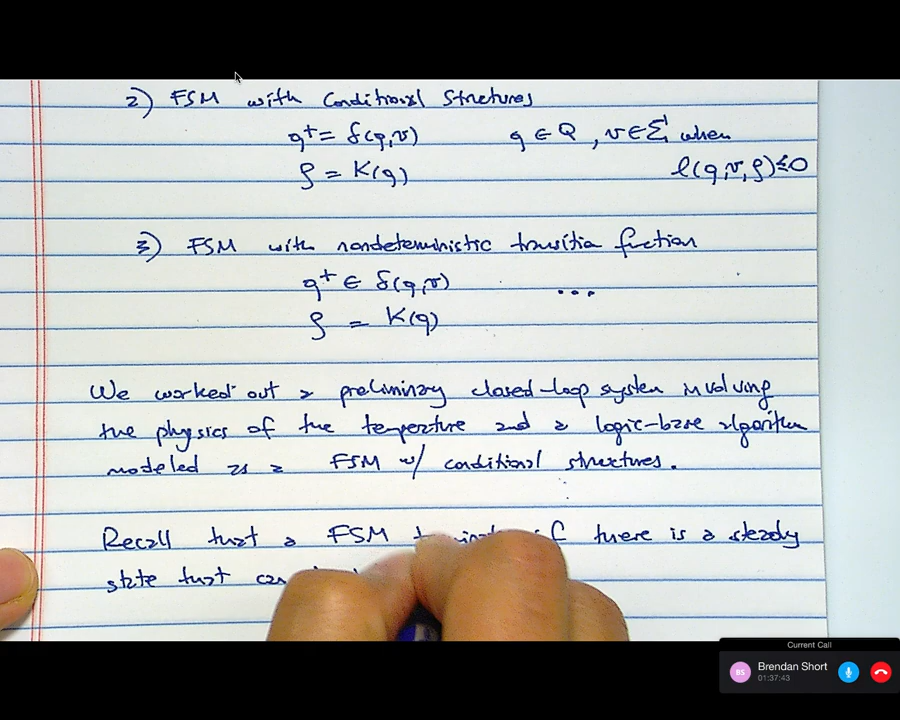 2) FSM with Conditional Structures
q⁺ = δ(q,v) q ∈ Q , v ∈ Σ when
ζ = K(q) l(q,v,ζ) ≤ 0
3) FSM with nondeterministic transition function
q⁺ ∈ δ(q,v) ...
ζ = K(q)
We worked out a preliminary closed-loop system involving
the physics of the temperature and a logic-base algorithm
modeled as a FSM w/ conditional structures.
Recall that a FSM if there is a steady
state that
Current Call
BS
Brendan Short
01:37:43